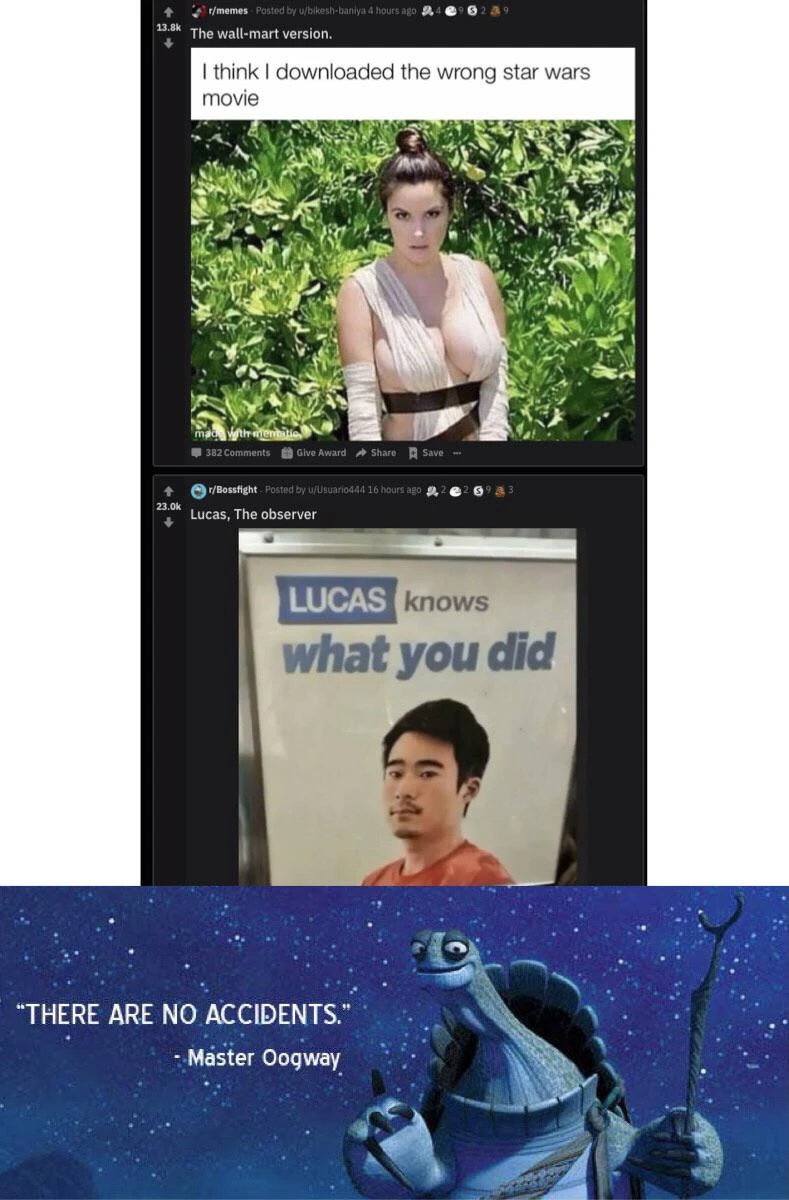 r/memes · Posted by u/bikesh-baniya 4 hours ago 4 9 2 9
13.8k
The wall-mart version.
I think I downloaded the wrong star wars
movie
made with mematic
382 Comments Give Award Share Save ...
r/Bossfight · Posted by u/Usuario444 16 hours ago 2 2 9 3
23.0k
Lucas, The observer
LUCAS knows
what you did
“THERE ARE NO ACCIDENTS.”
- Master Oogway